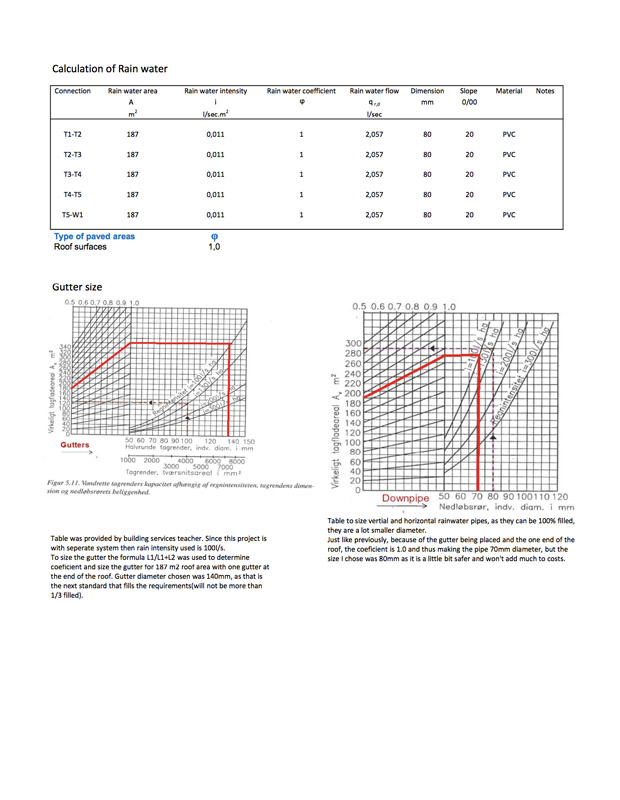 Calculation of Rain water
Connection Rain water area Rain water intensity Rain water coefficient Rain water flow Dimension Slope Material Notes
A i φ q r,d mm 0/00
m² l/sec.m² l/sec
T1-T2 187 0,011 1 2,057 80 20 PVC
T2-T3 187 0,011 1 2,057 80 20 PVC
T3-T4 187 0,011 1 2,057 80 20 PVC
T4-T5 187 0,011 1 2,057 80 20 PVC
T5-W1 187 0,011 1 2,057 80 20 PVC
Type of paved areas φ
Roof surfaces 1,0
Gutter size
0.5 0.6 0.7 0.8 0.9 1.0
340
Virkeligt tagfladeareal A, m²
Gutters
50 60 70 80 90 100 120 140 150
Halvrunde tagrender, indv. diam. i mm
1000 2000 3000 4000 5000 6000 7000 8000
Tagrender, tværsnitsareal i mm²
Figur 5.11. Vandrette tagrenders kapacitet afhængig af regnintensiteten, tagrendens dimen-
sion og nedløbsrørets beliggenhed.
0.5 0.6 0.7 0.8 0.9 1.0
300
280
260
240
220
200
180
160
140
120
100
80
60
40
20
0
Virkeligt tagfladeareal A, m²
i=100 l/s hg
i=200 l/s hg
Regnintensitet i=300 l/s hg
Downpipe 50 60 70 80 90 100 110 120
Nedløbsrør, indv. diam. i mm
Table was provided by building services teacher. Since this project is
with seperate system then rain intensity used is 100l/s.
To size the gutter the formula L1/L1+L2 was used to determine
coeficient and size the gutter for 187 m2 roof area with one gutter at
the end of the roof. Gutter diameter chosen was 140mm, as that is
the next standard that fills the requirements(will not be more than
1/3 filled).
Table to size vertial and horizontal rainwater pipes, as they can be 100% filled,
they are a lot smaller diameter.
Just like previously, because of the gutter being placed and the one end of the
roof, the coeficient is 1.0 and thus making the pipe 70mm diameter, but the
size I chose was 80mm as it is a little bit safer and won't add much to costs.